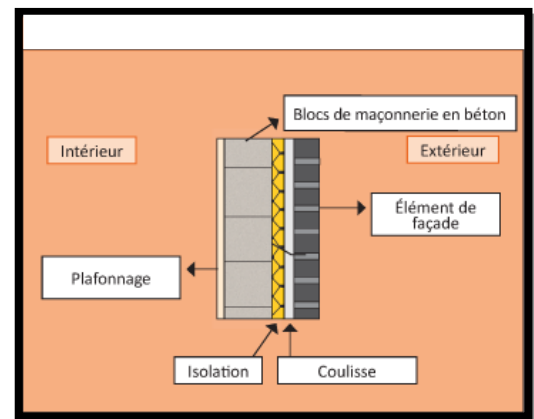 Blocs de maçonnerie en béton
Intérieur
Extérieur
Élément de
façade
Plafonnage
Isolation
Coulisse